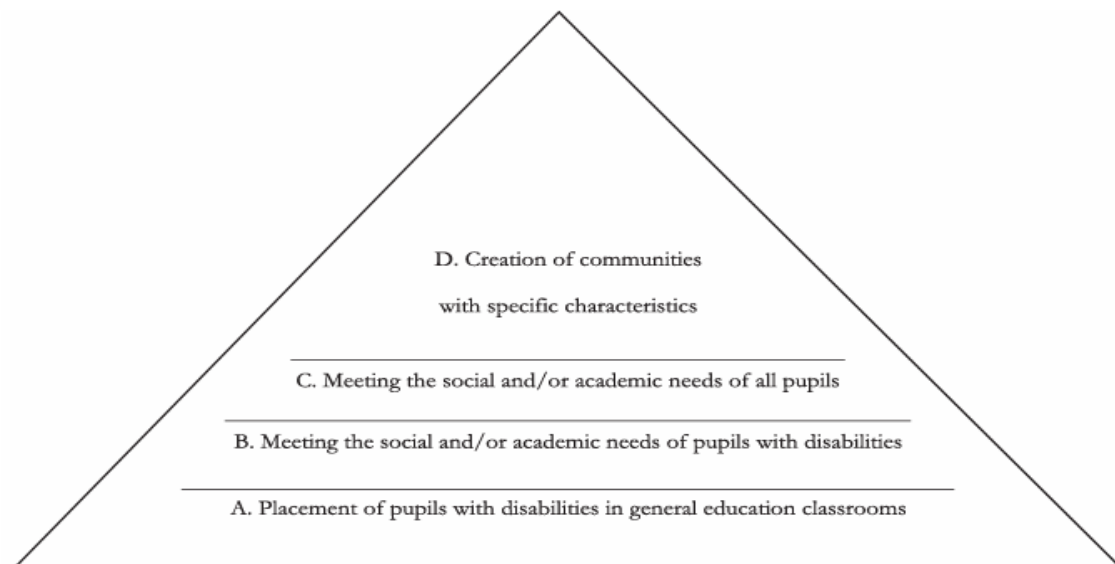 D. Creation of communities
with specific characteristics
C. Meeting the social and/or academic needs of all pupils
B. Meeting the social and/or academic needs of pupils with disabilities
A. Placement of pupils with disabilities in general education classrooms